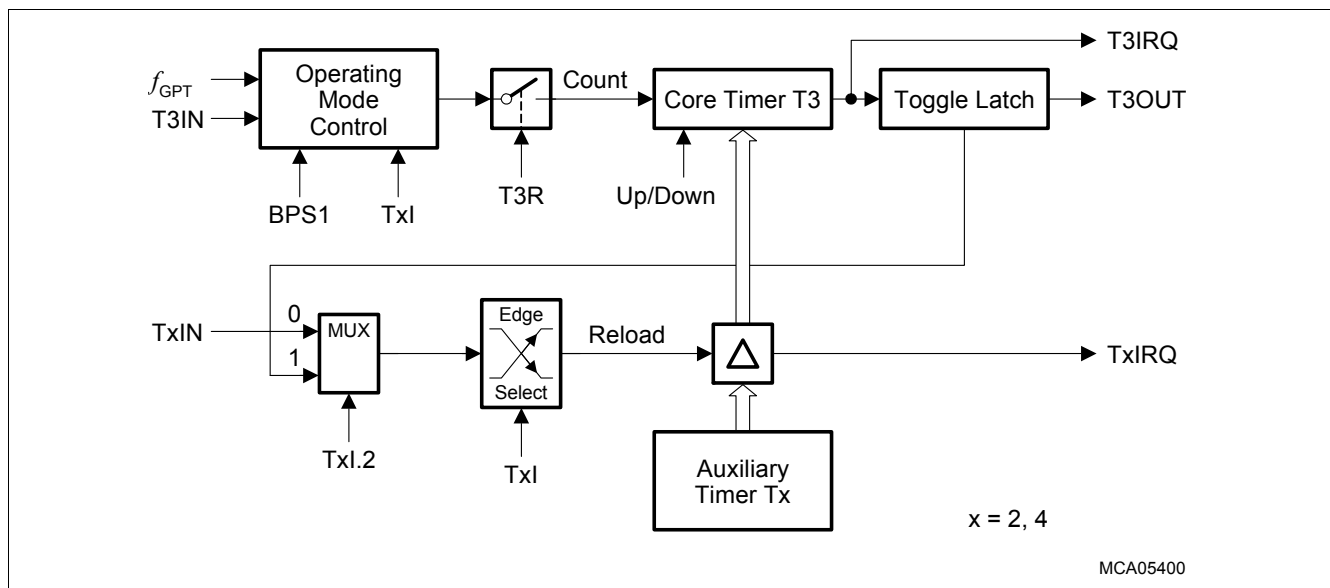 f GPT
T3IN
Operating
Mode
Control
BPS1
TxI
T3R
Count
Core Timer T3
Up/Down
Toggle Latch
T3IRQ
T3OUT
TxIN
0
1
MUX
TxI.2
Edge
Select
TxI
Reload
TxIRQ
Auxiliary
Timer Tx
x = 2, 4
MCA05400